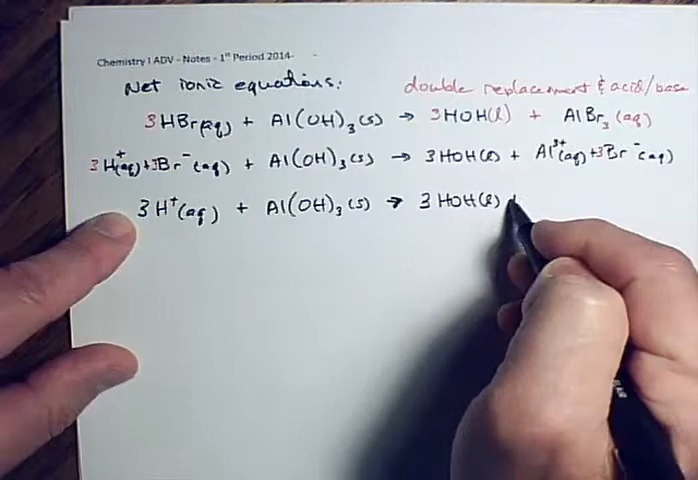 Chemistry I ADV - Notes - 1st Period 2014-
Net ionic equations: double replacement & acid/base
3HBr(aq) + Al(OH)₃(s) → 3HOH(l) + AlBr₃(aq)
3H⁺(aq)+3Br⁻(aq) + Al(OH)₃(s) → 3HOH(l) + Al³⁺(aq)+3Br⁻(aq)
3H⁺(aq) + Al(OH)₃(s) → 3HOH(l)